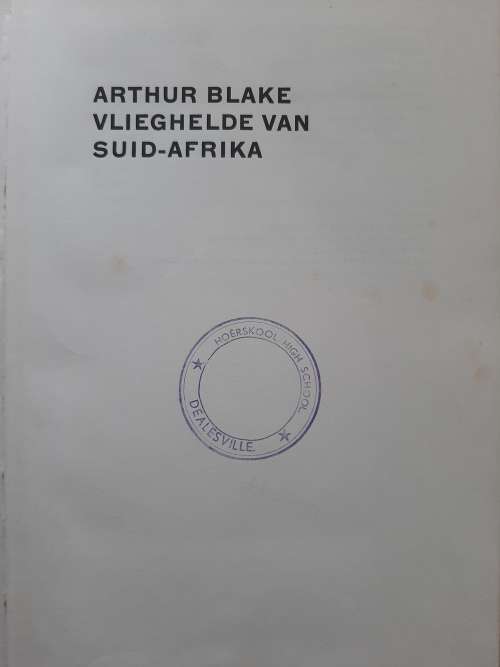 ARTHUR BLAKE
VLIEGHELDE VAN
SUID-AFRIKA
HOËRSKOOL HIGH SCHOOL
DEALESVILLE.